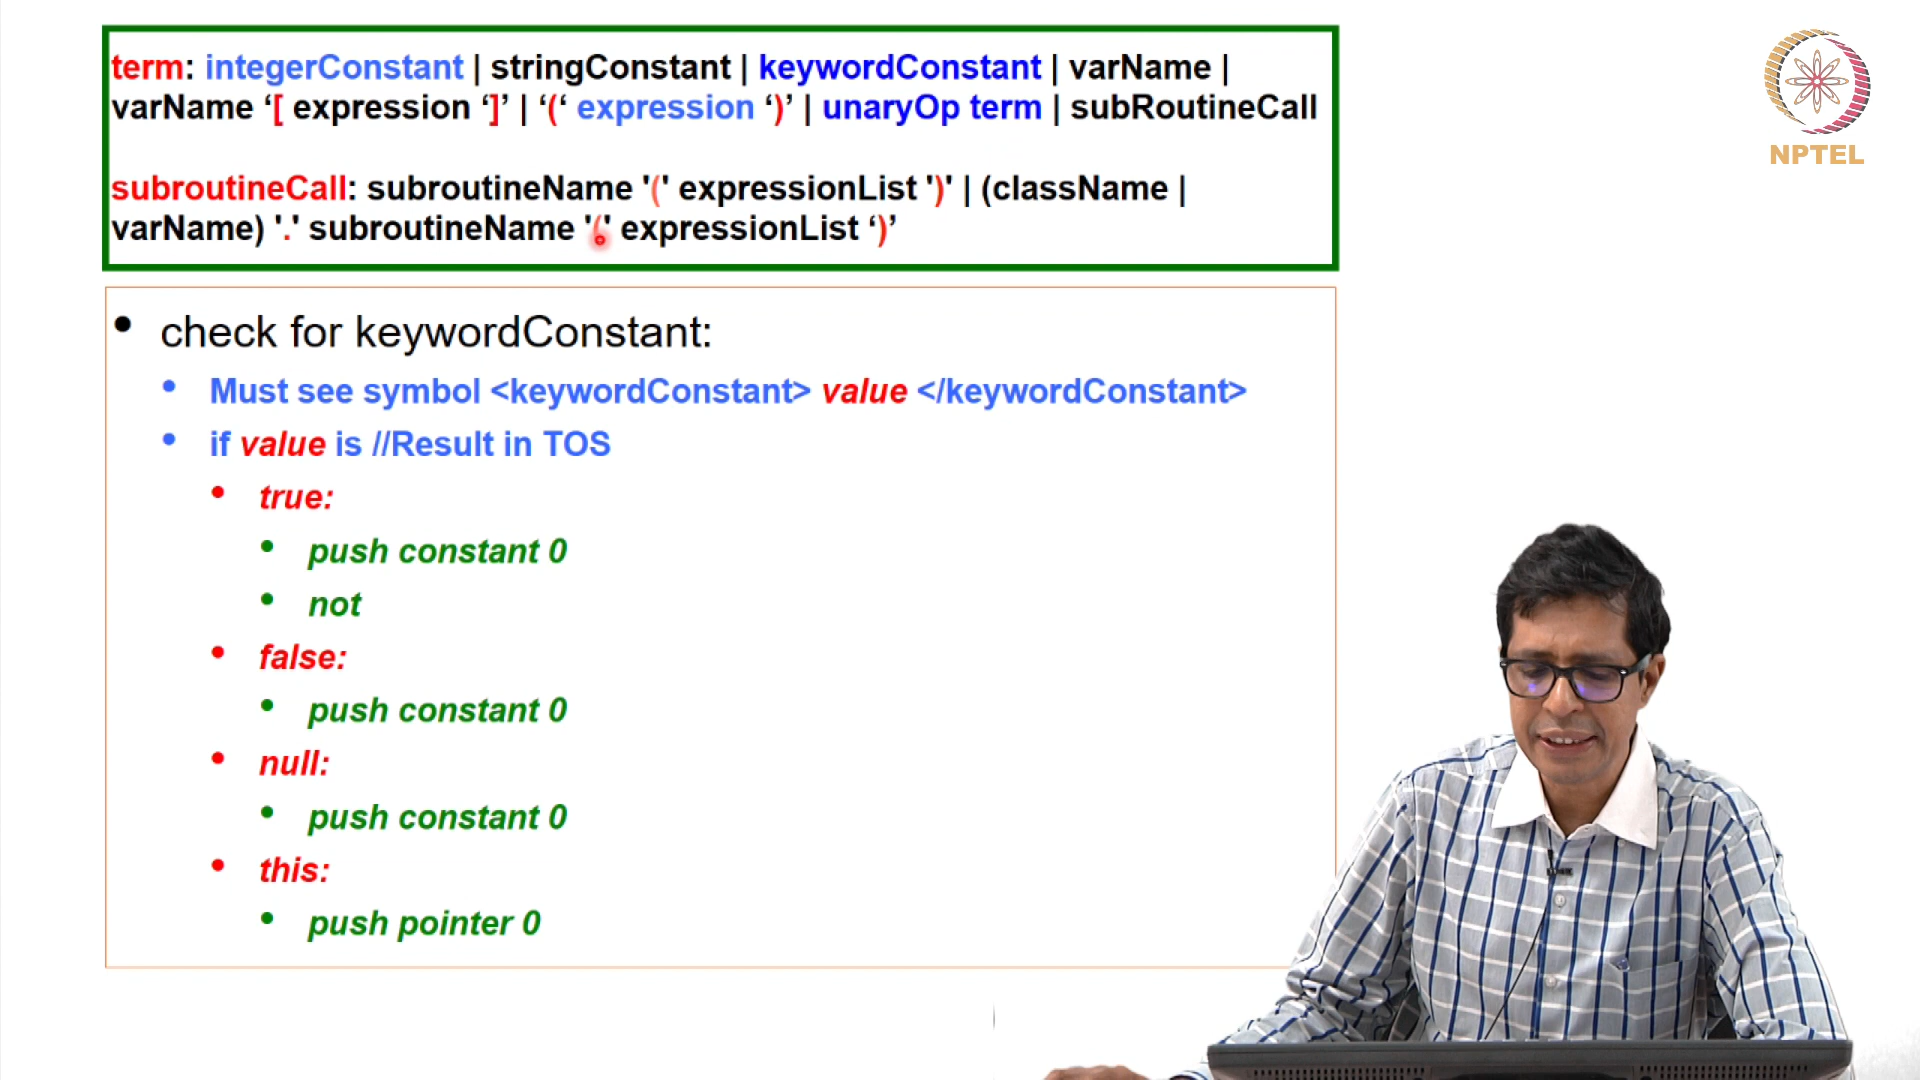 term: integerConstant | stringConstant | keywordConstant | varName |
varName ‘[ expression ‘]’ | ‘(‘ expression ‘)’ | unaryOp term | subRoutineCall
subroutineCall: subroutineName '(' expressionList ')' | (className |
varName) '.' subroutineName '(' expressionList ‘)’
NPTEL
• check for keywordConstant:
• Must see symbol <keywordConstant> value </keywordConstant>
• if value is //Result in TOS
• true:
• push constant 0
• not
• false:
• push constant 0
• null:
• push constant 0
• this:
• push pointer 0